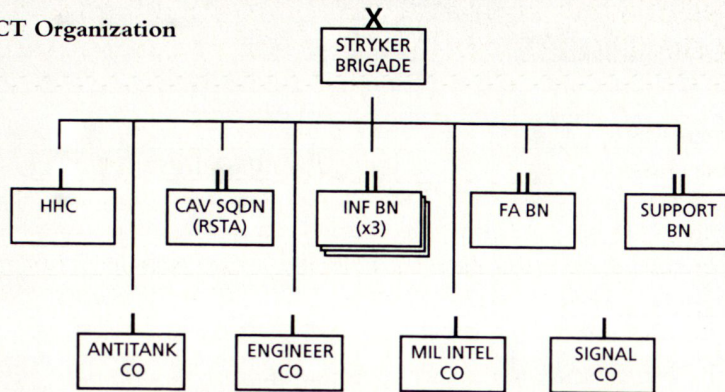 CT Organization
X
STRYKER
BRIGADE
I
HHC
II
CAV SQDN
(RSTA)
II
INF BN
(x3)
II
FA BN
II
SUPPORT
BN
I
ANTITANK
CO
I
ENGINEER
CO
I
MIL INTEL
CO
I
SIGNAL
CO